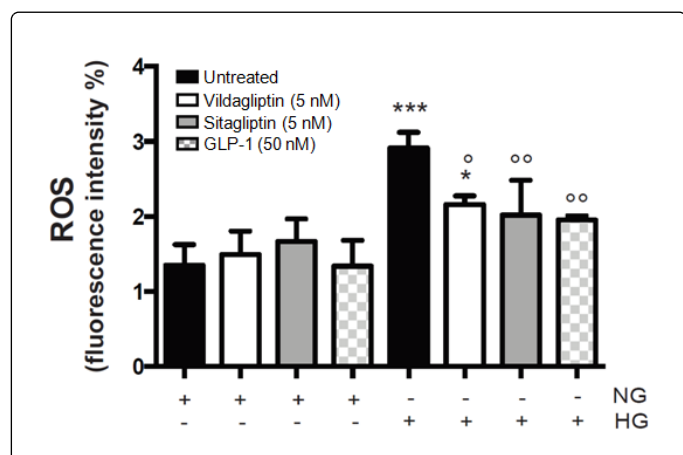 ROS
(fluorescence intensity %)
4
3
2
1
0
Untreated
Vildagliptin (5 nM)
Sitagliptin (5 nM)
GLP-1 (50 nM)
***
° *
°°
°°
+ + + + - - - - NG
- - - - + + + + HG